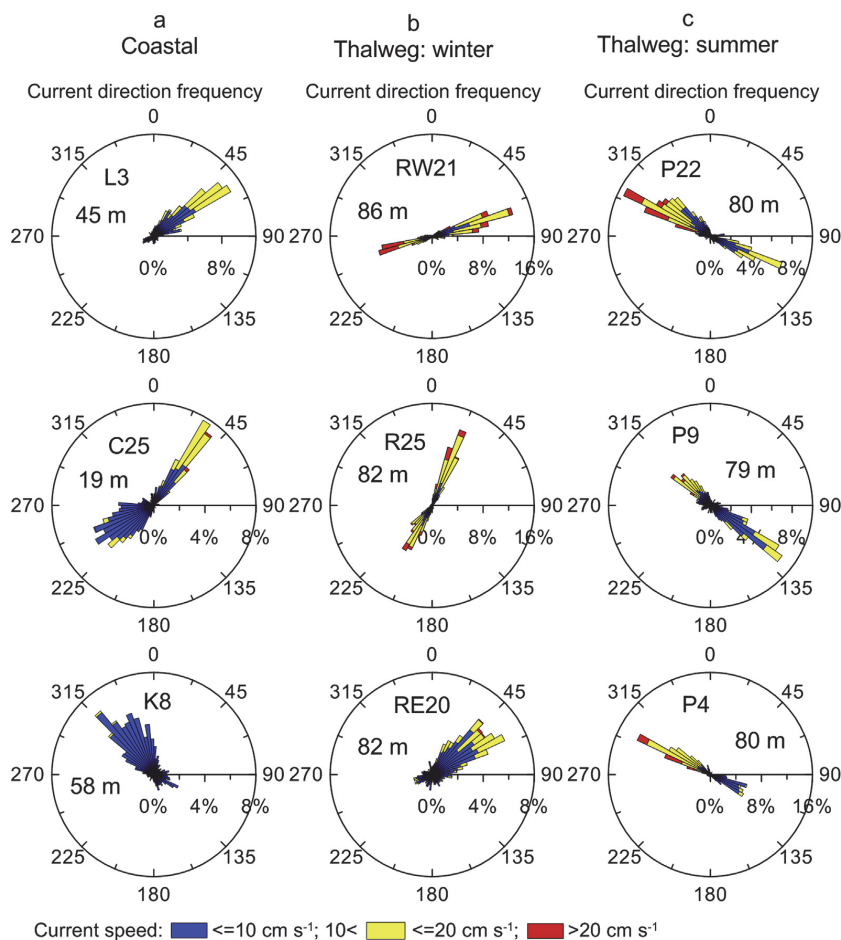 a
Coastal
b
Thalweg: winter
c
Thalweg: summer
Current direction frequency
Current direction frequency
Current direction frequency
0
45
90
135
180
225
270
315
L3
45 m
0% 8%
0
45
90
135
180
225
270
315
RW21
86 m
0% 8% 16%
0
45
90
135
180
225
270
315
P22
80 m
0% 4% 8%
0
45
90
135
180
225
270
315
C25
19 m
0% 4% 8%
0
45
90
135
180
225
270
315
R25
82 m
0% 8% 16%
0
45
90
135
180
225
270
315
P9
79 m
0% 4 8%
0
45
90
135
180
225
270
315
K8
58 m
0% 4% 8%
0
45
90
135
180
225
270
315
RE20
82 m
0% 4% 8%
0
45
90
135
180
225
270
315
P4
80 m
0% 8% 16%
Current speed: <=10 cm s⁻¹; 10< <=20 cm s⁻¹; >20 cm s⁻¹